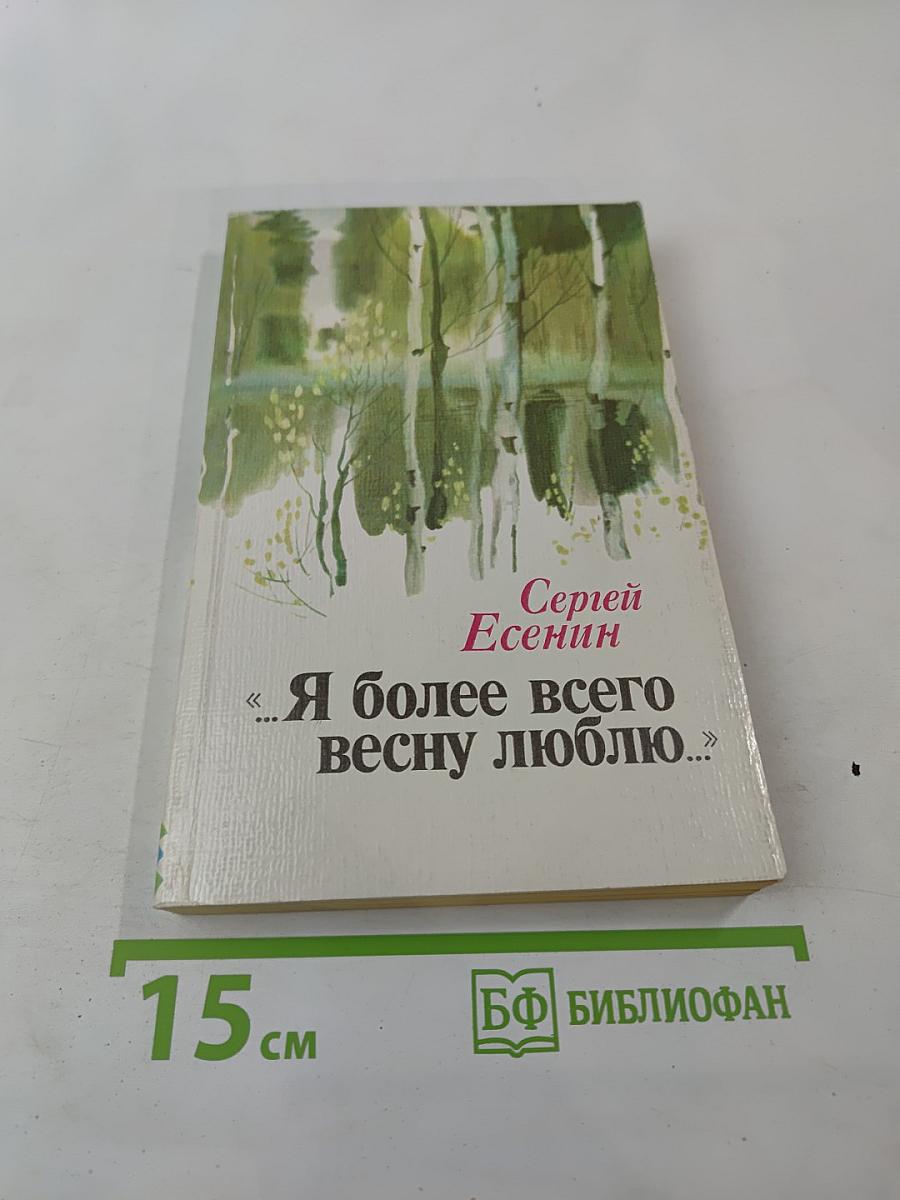 Сергей
Есенин
«...Я более всего
весну люблю...»
15 см
БФ БИБЛИОФАН